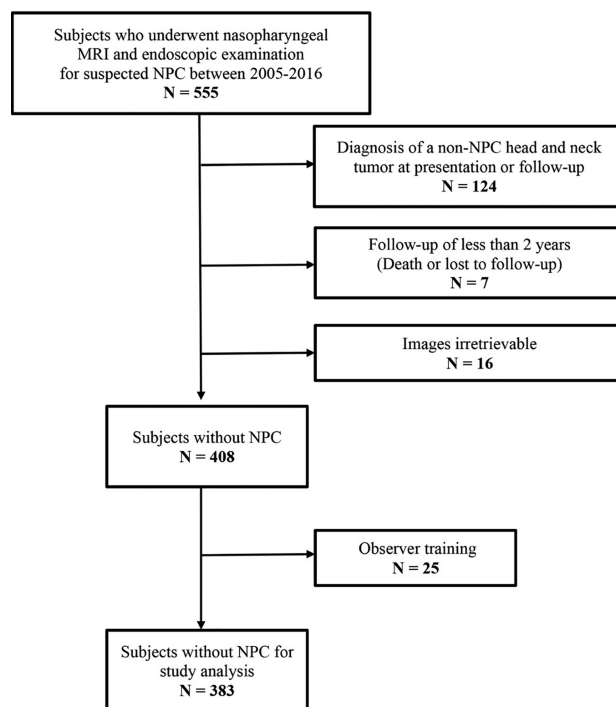 Subjects who underwent nasopharyngeal
MRI and endoscopic examination
for suspected NPC between 2005-2016
N = 555
Diagnosis of a non-NPC head and neck
tumor at presentation or follow-up
N = 124
Follow-up of less than 2 years
(Death or lost to follow-up)
N = 7
Images irretrievable
N = 16
Subjects without NPC
N = 408
Observer training
N = 25
Subjects without NPC for
study analysis
N = 383